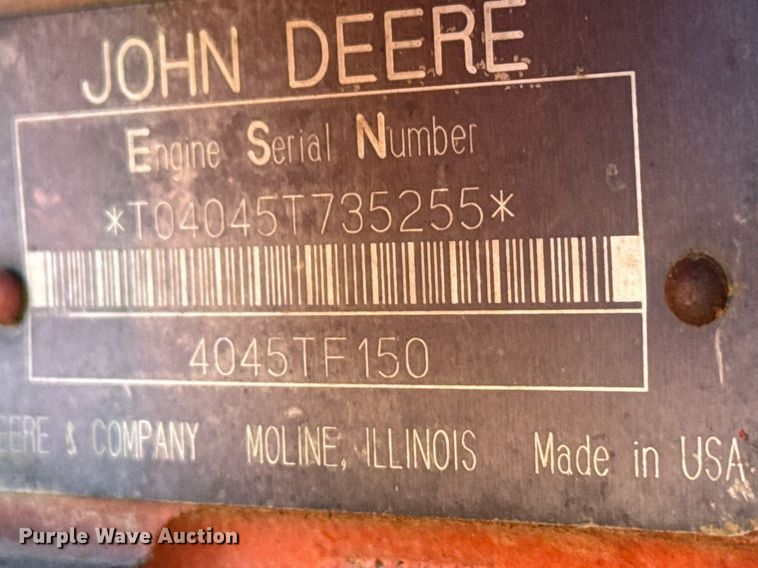 JOHN DEERE
Engine Serial Number
*T04045T735255*
4045TF150
EERE & COMPANY MOLINE, ILLINOIS Made in USA
Purple Wave Auction